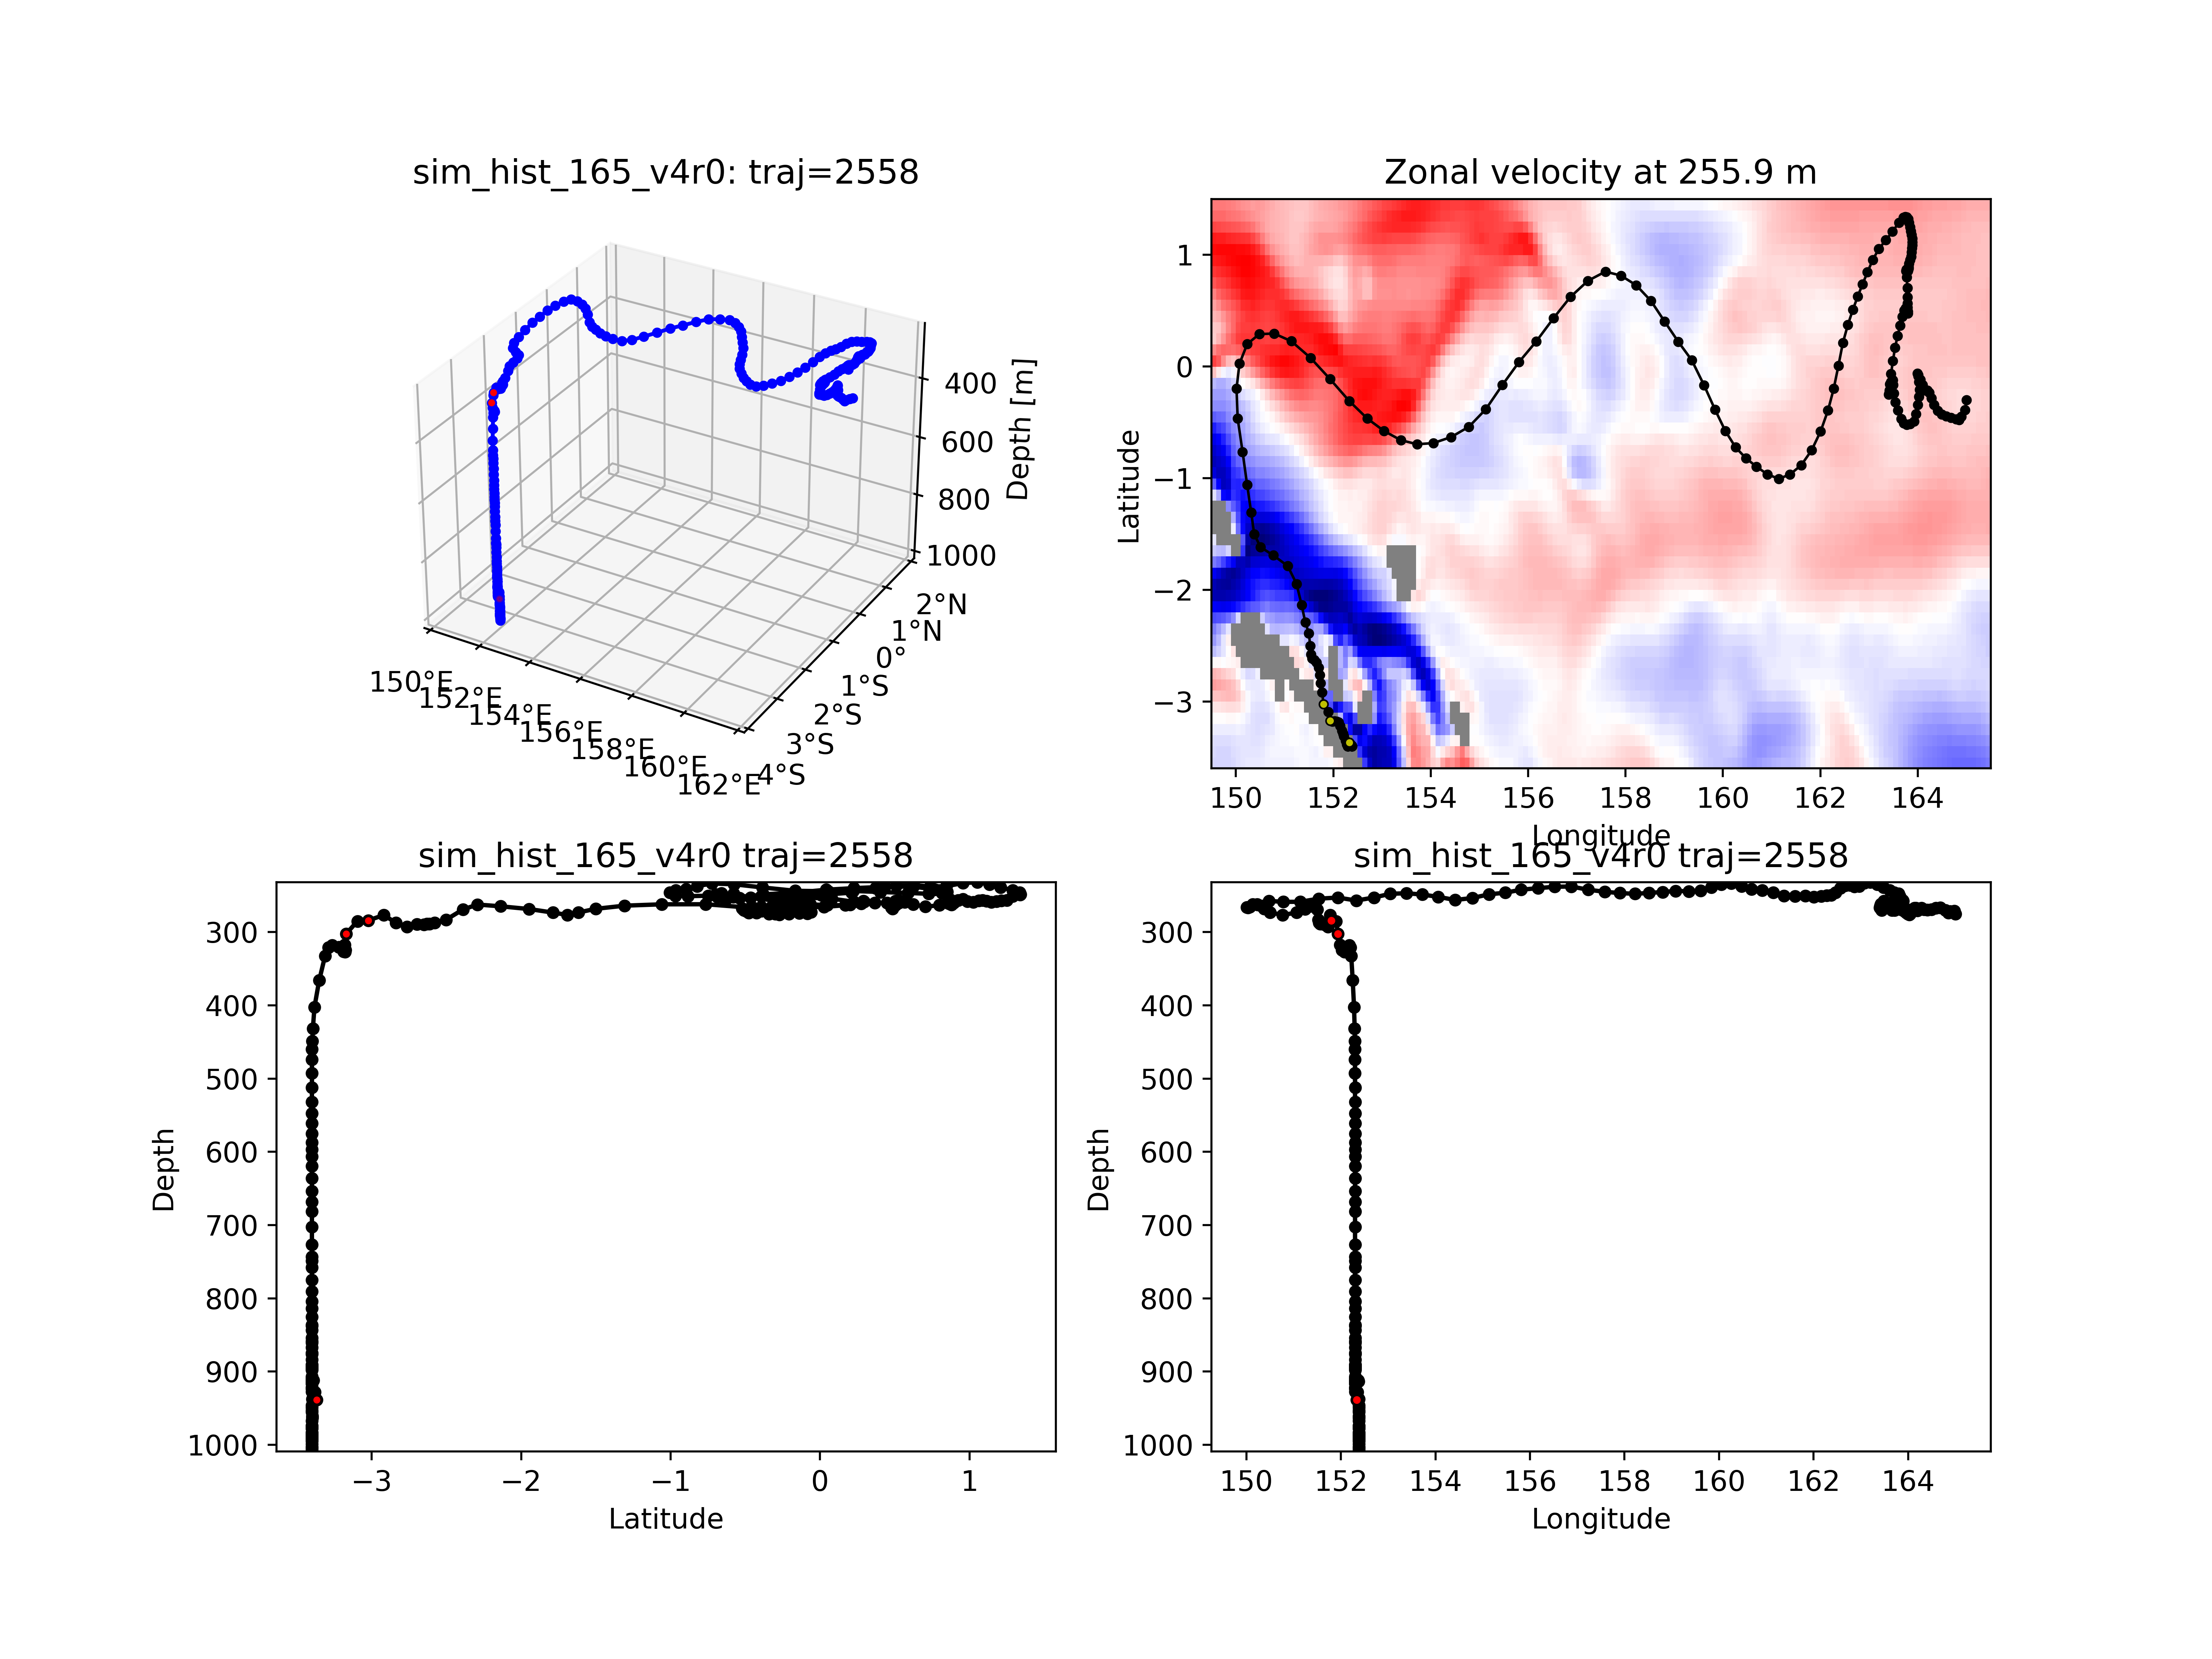 sim_hist_165_v4r0: traj=2558
400
600
800
1000
Depth [m]
2°N
1°N
0°
1°S
2°S
3°S
4°S
150°E
152°E
154°E
156°E
158°E
160°E
162°E
Zonal velocity at 255.9 m
1
0
−1
−2
−3
Latitude
150 152 154 156 158 160 162 164
Longitude
sim_hist_165_v4r0 traj=2558
300
400
500
600
700
800
900
1000
Depth
−3 −2 −1 0 1
Latitude
sim_hist_165_v4r0 traj=2558
300
400
500
600
700
800
900
1000
Depth
150 152 154 156 158 160 162 164
Longitude